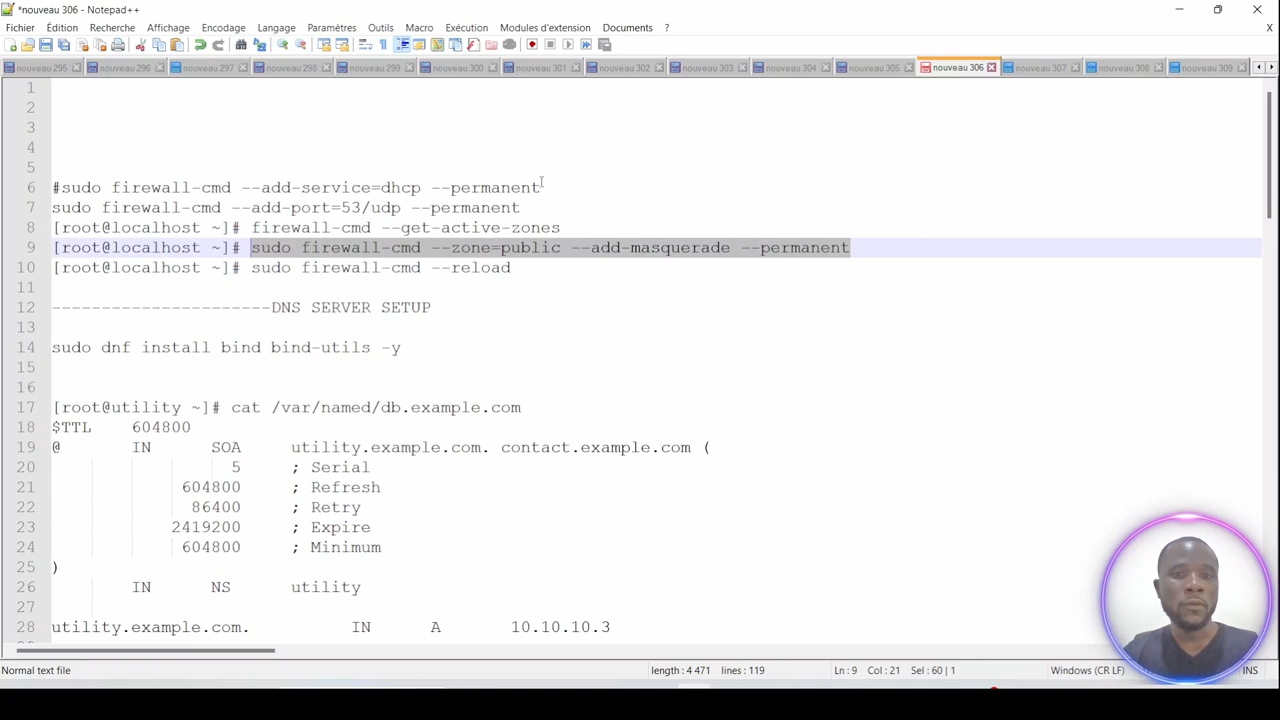 *nouveau 306 - Notepad++
Fichier Édition Recherche Affichage Encodage Langage Paramètres Outils Macro Exécution Modules d'extension Documents ? X
nouveau 295 nouveau 296 nouveau 297 nouveau 298 nouveau 299 nouveau 300 nouveau 301 nouveau 302 nouveau 303 nouveau 304 nouveau 305 nouveau 306 nouveau 307 nouveau 308 nouveau 309
1
2
3
4
5
6 #sudo firewall-cmd --add-service=dhcp --permanent
7 sudo firewall-cmd --add-port=53/udp --permanent
8 [root@localhost ~]# firewall-cmd --get-active-zones
9 [root@localhost ~]# sudo firewall-cmd --zone=public --add-masquerade --permanent
10 [root@localhost ~]# sudo firewall-cmd --reload
11
12 ----------------------DNS SERVER SETUP
13
14 sudo dnf install bind bind-utils -y
15
16
17 [root@utility ~]# cat /var/named/db.example.com
18 $TTL 604800
19 @ IN SOA utility.example.com. contact.example.com (
20 5 ; Serial
21 604800 ; Refresh
22 86400 ; Retry
23 2419200 ; Expire
24 604800 ; Minimum
25 )
26 IN NS utility
27
28 utility.example.com. IN A 10.10.10.3
Normal text file length : 4 471 lines : 119 Ln : 9 Col : 21 Sel : 60 | 1 Windows (CR LF) INS